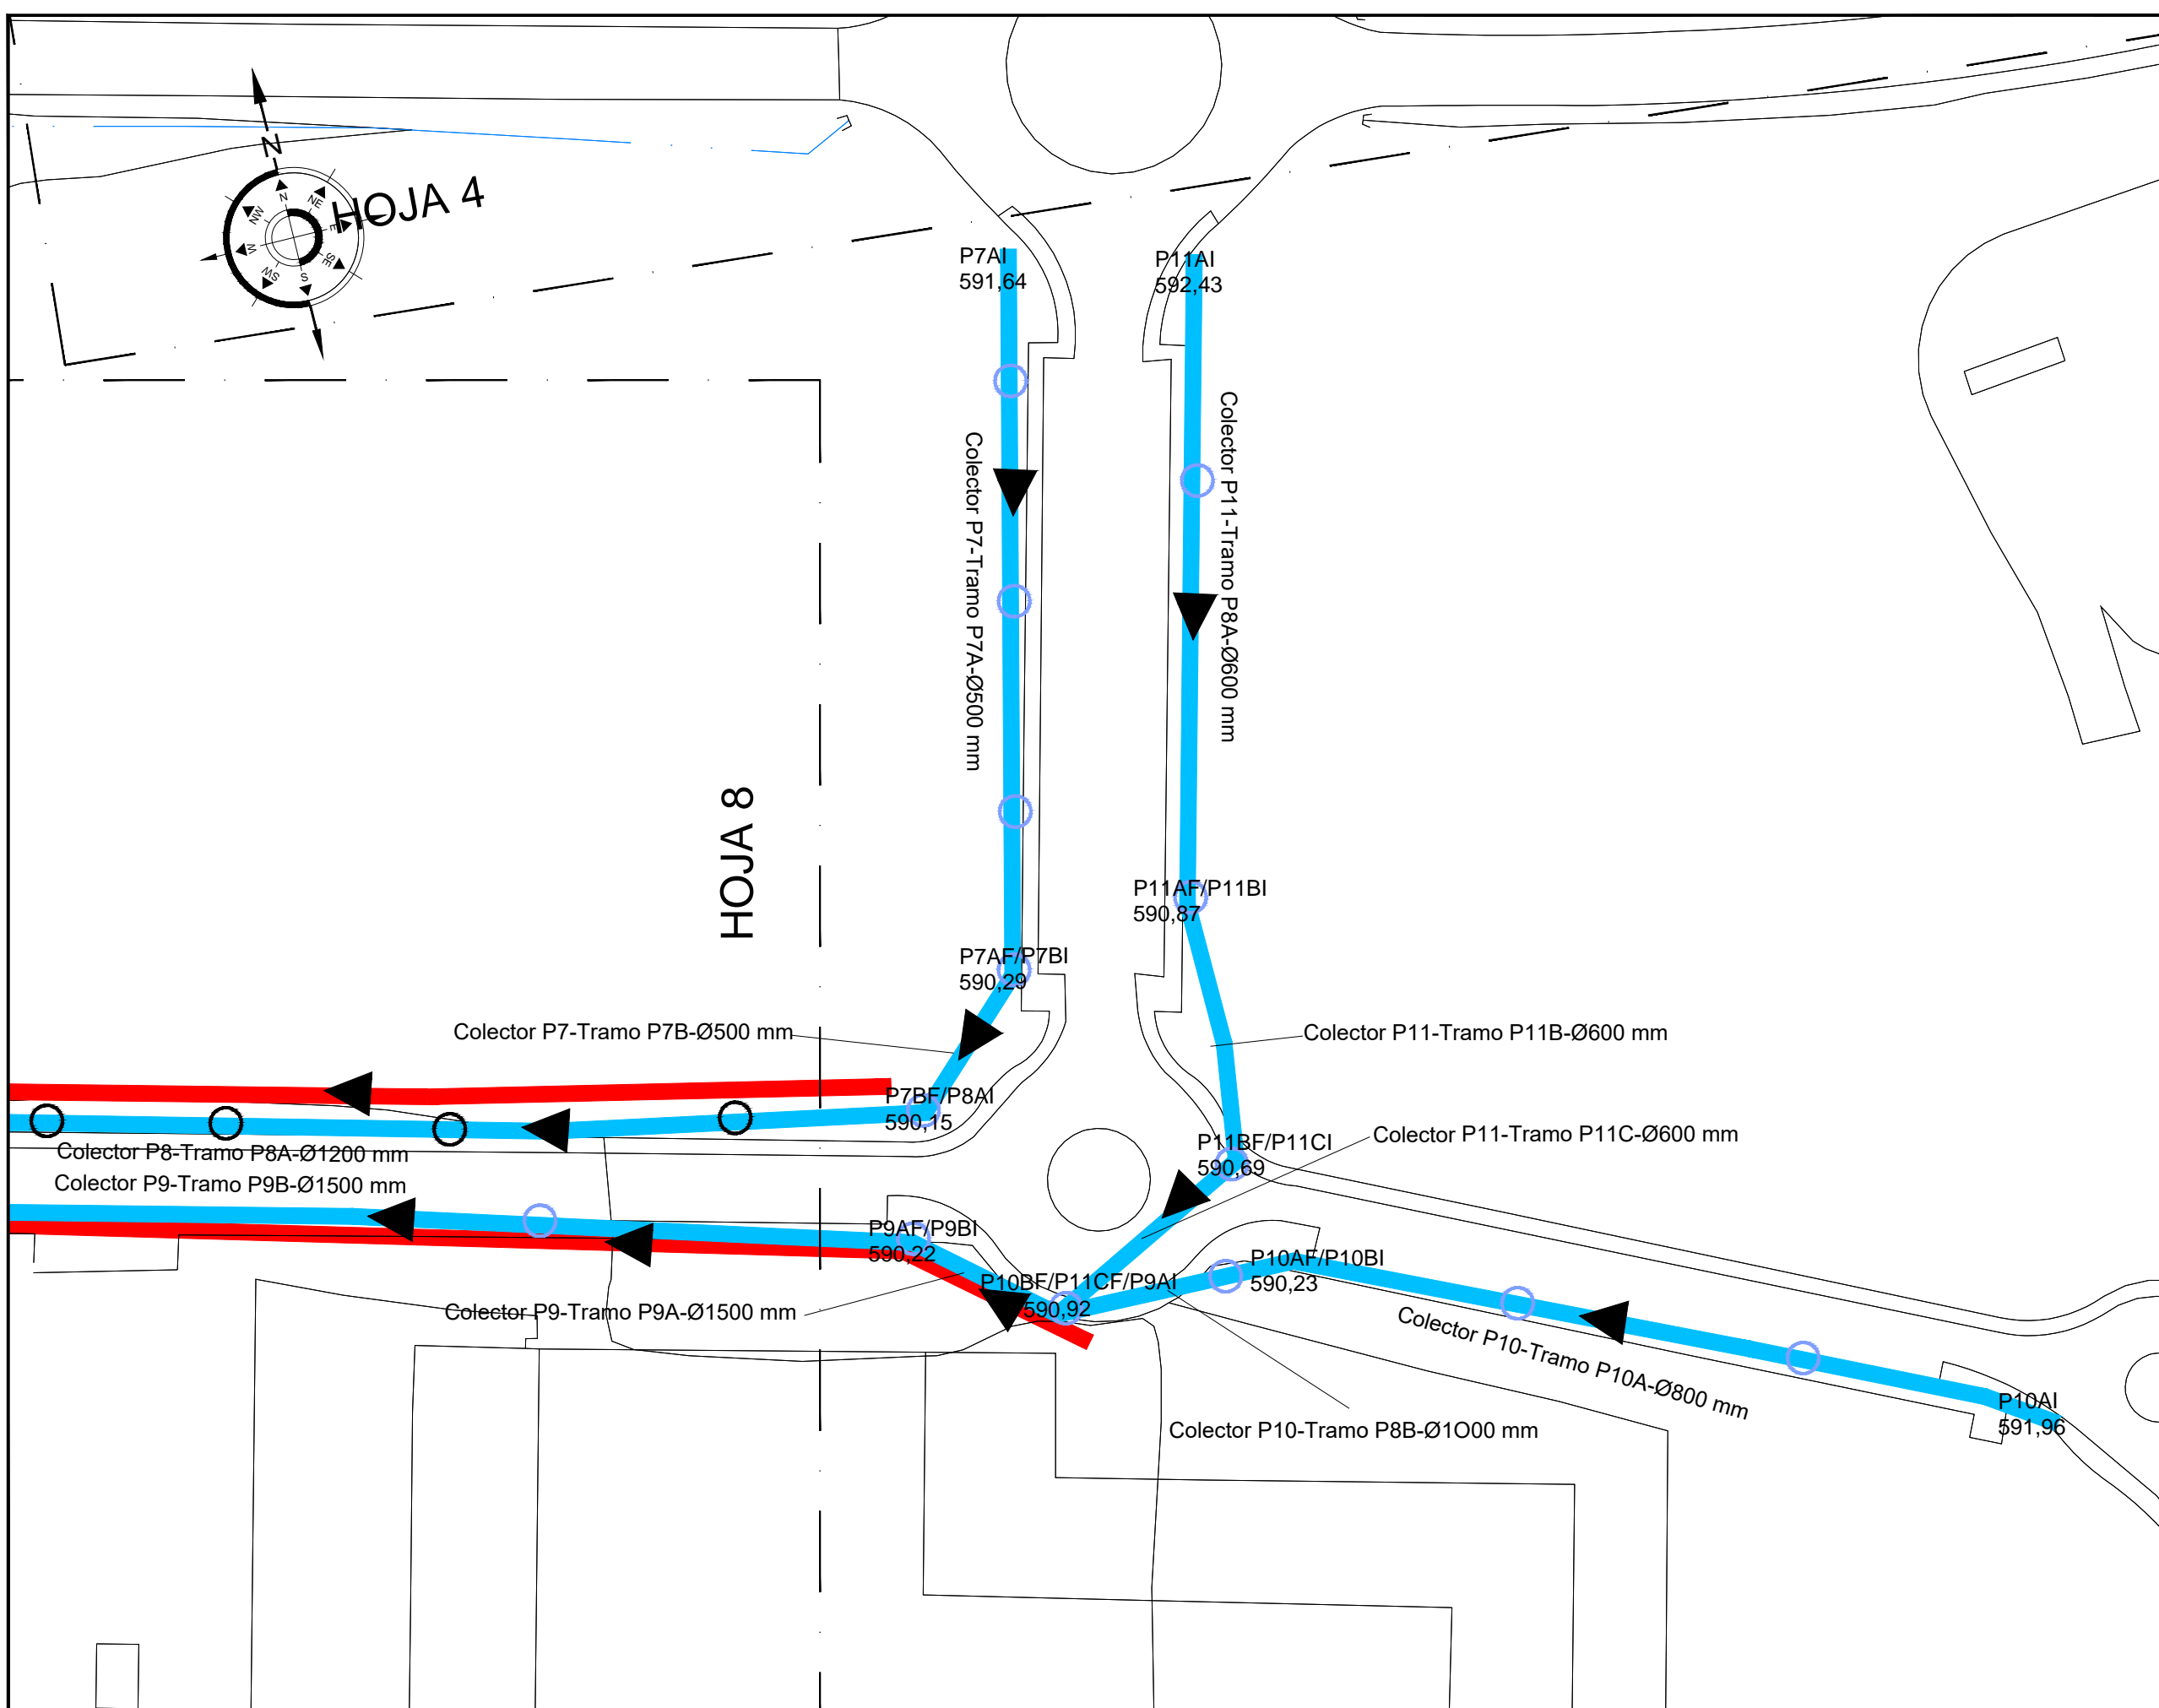 N
N
NE
E
SE
S
SW
W
NW
HOJA 4
P7AI
591,64
P11AI
592,43
Colector P7-Tramo P7A-Ø500 mm
Colector P11-Tramo P8A-Ø600 mm
HOJA 8
P11AF/P11BI
590,87
P7AF/P7BI
590,29
Colector P7-Tramo P7B-Ø500 mm
Colector P11-Tramo P11B-Ø600 mm
P7BF/P8AI
590,15
Colector P8-Tramo P8A-Ø1200 mm
Colector P9-Tramo P9B-Ø1500 mm
P11BF/P11CI
590,69
Colector P11-Tramo P11C-Ø600 mm
P9AF/P9BI
590,22
P10BF/P11CF/P9AI
590,92
P10AF/P10BI
590,23
Colector P9-Tramo P9A-Ø1500 mm
Colector P10-Tramo P10A-Ø800 mm
P10AI
591,96
Colector P10-Tramo P8B-Ø1O00 mm